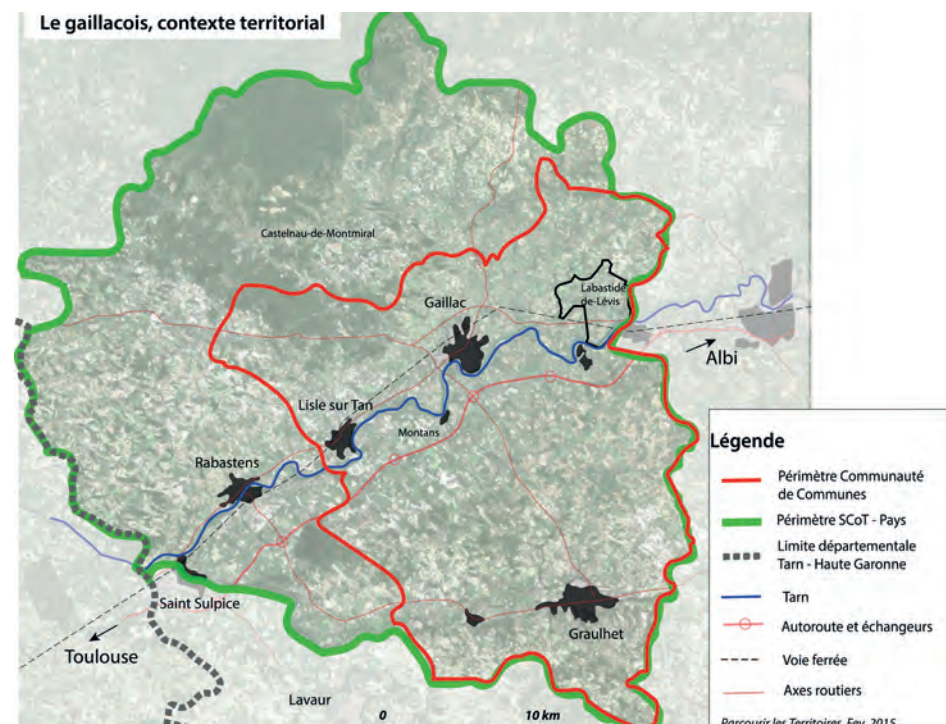 Le gaillacois, contexte territorial
Castelnau-de-Montmiral
Labastide
de-Lévis
Gaillac
Albi
Lisle sur Tan
Montans
Rabastens
Saint Sulpice
Graulhet
Toulouse
Lavaur
0 10 km
Légende
Périmètre Communauté
de Communes
Périmètre SCoT - Pays
Limite départementale
Tarn - Haute Garonne
Tarn
Autoroute et échangeurs
Voie ferrée
Axes routiers
Parcourir les Territoires, Fev. 2015